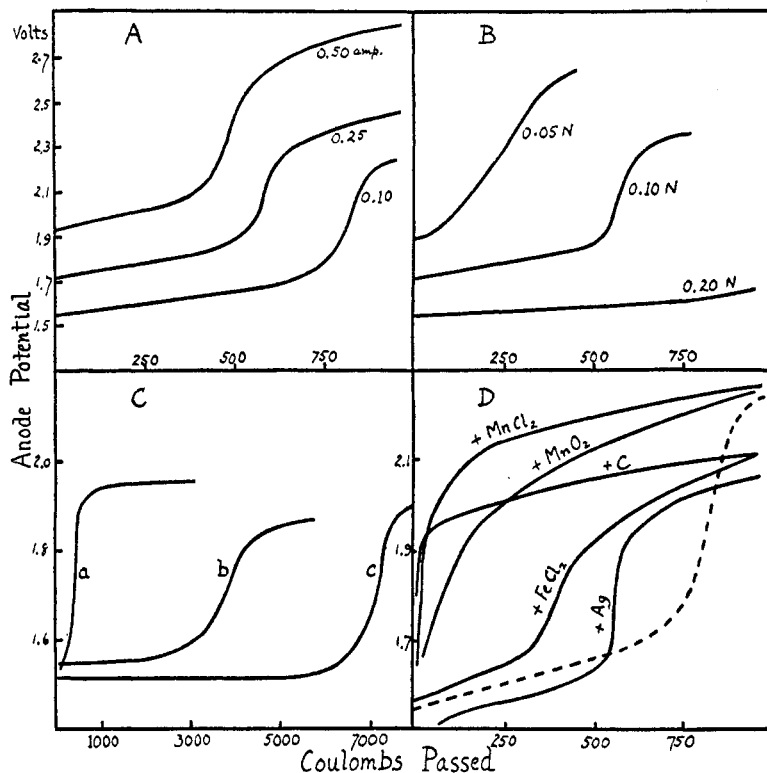 Volts A B
2.7 0.50 amp.
2.5
2.3 0.25 0.05 N
2.1 0.10 0.10 N
1.9
1.7 0.20 N
1.5
250 500 750 250 500 750
Anode Potential
C D
+ MnCl₂
+ MnO₂
2.0 2.1 + C
1.8 1.9
a b c + FeCl₂ + Ag
1.6 1.7
1000 3000 5000 7000 250 500 750
Coulombs Passed